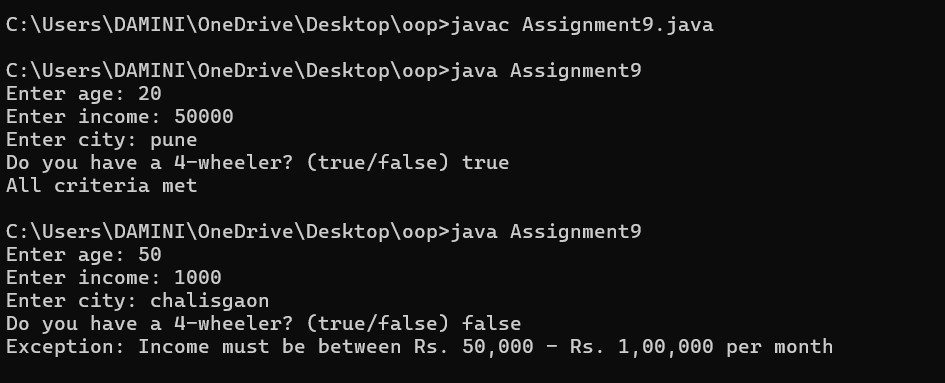 C:\Users\DAMINI\OneDrive\Desktop\oop>javac Assignment9.java
C:\Users\DAMINI\OneDrive\Desktop\oop>java Assignment9
Enter age: 20
Enter income: 50000
Enter city: pune
Do you have a 4-wheeler? (true/false) true
All criteria met
C:\Users\DAMINI\OneDrive\Desktop\oop>java Assignment9
Enter age: 50
Enter income: 1000
Enter city: chalisgaon
Do you have a 4-wheeler? (true/false) false
Exception: Income must be between Rs. 50,000 - Rs. 1,00,000 per month